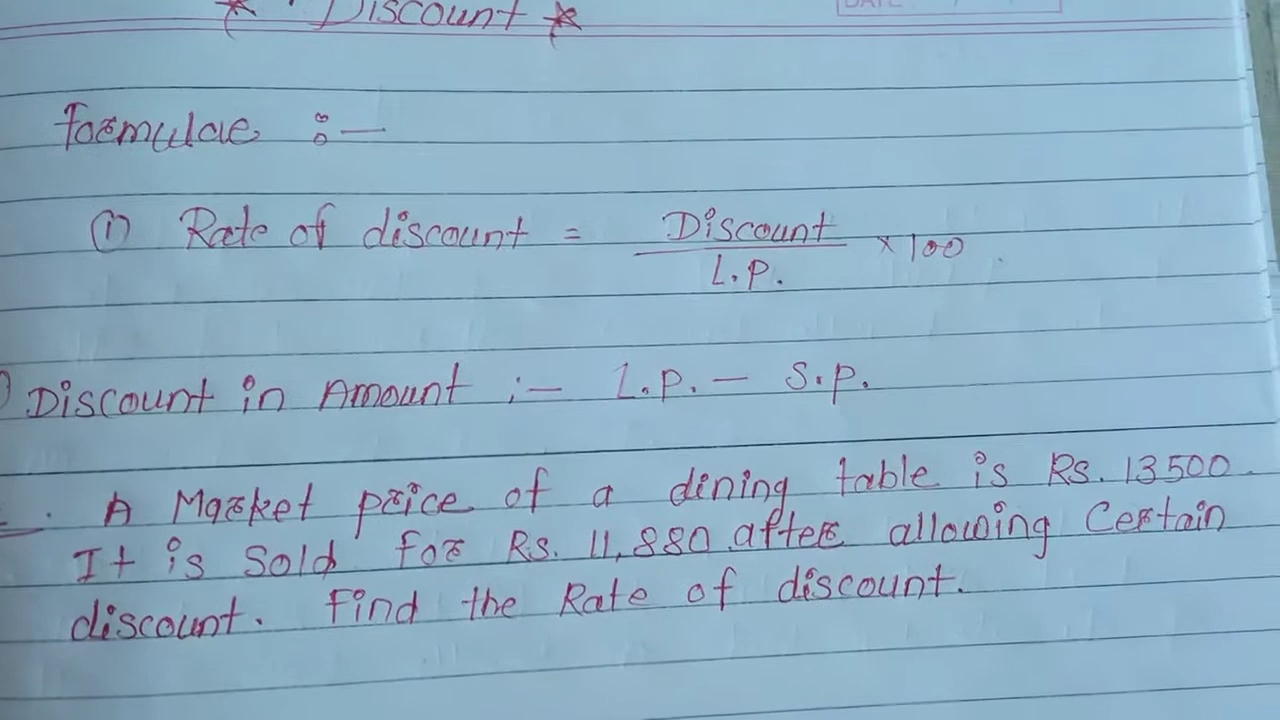 * Discount *
DATE
Formulae :—
(1) Rate of discount = Discount / L.P. × 100
) Discount in Amount :- L.P. - S.P.
A Market price of a dining table is Rs. 13500.
It is Sold for Rs. 11,880 after allowing Certain
discount. Find the Rate of discount.